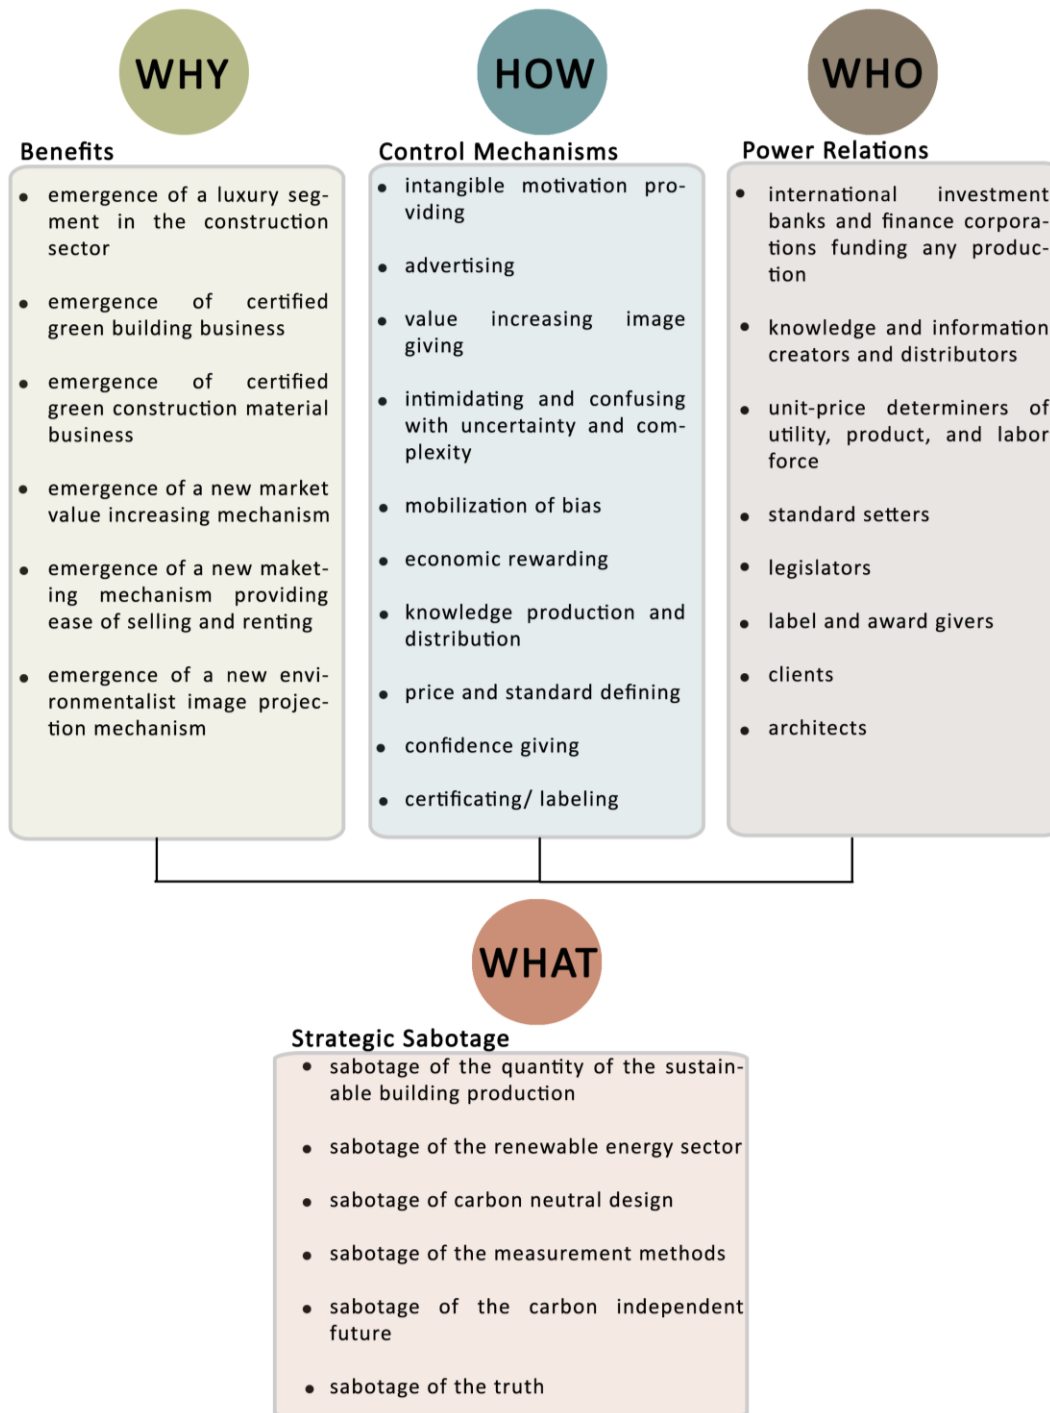 WHY
Benefits
• emergence of a luxury seg-
ment in the construction
sector
• emergence of certified
green building business
• emergence of certified
green construction material
business
• emergence of a new market
value increasing mechanism
• emergence of a new maket-
ing mechanism providing
ease of selling and renting
• emergence of a new envi-
ronmentalist image projec-
tion mechanism
HOW
Control Mechanisms
• intangible motivation pro-
viding
• advertising
• value increasing image
giving
• intimidating and confusing
with uncertainty and com-
plexity
• mobilization of bias
• economic rewarding
• knowledge production and
distribution
• price and standard defining
• confidence giving
• certificating/ labeling
WHO
Power Relations
• international investment
banks and finance corpora-
tions funding any produc-
tion
• knowledge and information
creators and distributors
• unit-price determiners of
utility, product, and labor
force
• standard setters
• legislators
• label and award givers
• clients
• architects
WHAT
Strategic Sabotage
• sabotage of the quantity of the sustain-
able building production
• sabotage of the renewable energy sector
• sabotage of carbon neutral design
• sabotage of the measurement methods
• sabotage of the carbon independent
future
• sabotage of the truth